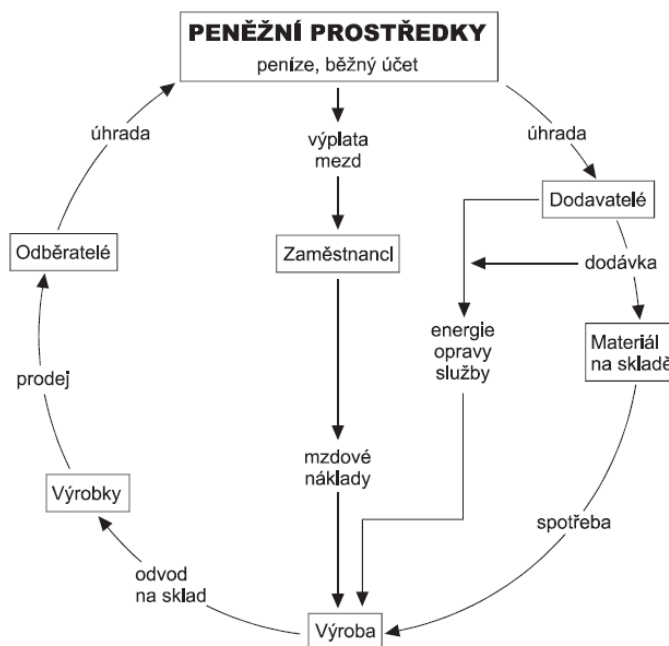 PENĚŽNÍ PROSTŘEDKY
peníze, běžný účet
úhrada
výplata
mezd
úhrada
Dodavatelé
Odběratelé
Zaměstnanci
dodávka
energie
opravy
služby
Materiál
na skladě
prodej
mzdové
náklady
Výrobky
spotřeba
odvod
na sklad
Výroba